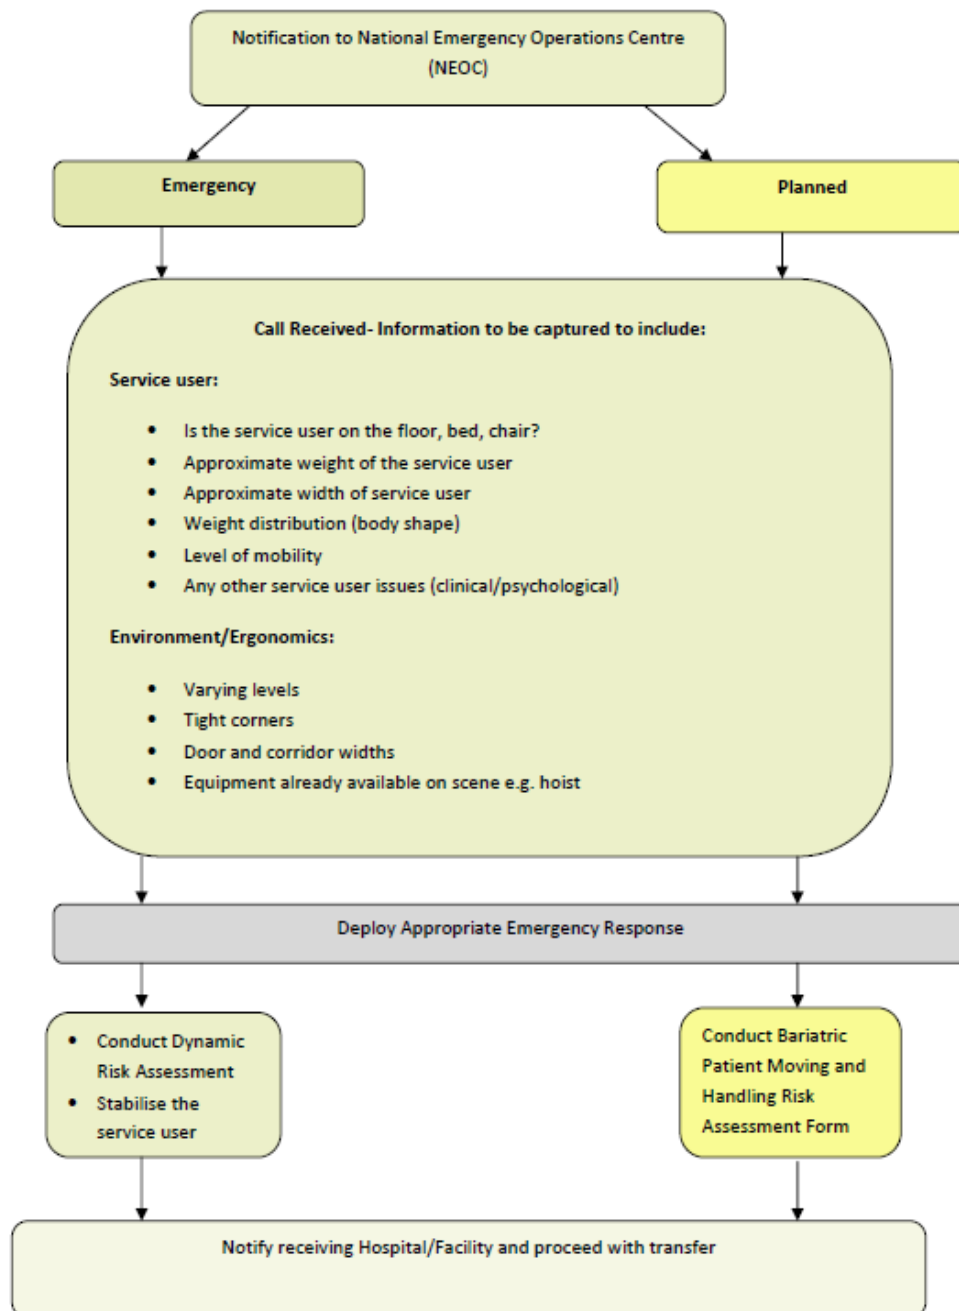 Notification to National Emergency Operations Centre
(NEOC)
Emergency
Planned
Call Received- Information to be captured to include:
Service user:
• Is the service user on the floor, bed, chair?
• Approximate weight of the service user
• Approximate width of service user
• Weight distribution (body shape)
• Level of mobility
• Any other service user issues (clinical/psychological)
Environment/Ergonomics:
• Varying levels
• Tight corners
• Door and corridor widths
• Equipment already available on scene e.g. hoist
Deploy Appropriate Emergency Response
• Conduct Dynamic
Risk Assessment
• Stabilise the
service user
Conduct Bariatric
Patient Moving and
Handling Risk
Assessment Form
Notify receiving Hospital/Facility and proceed with transfer